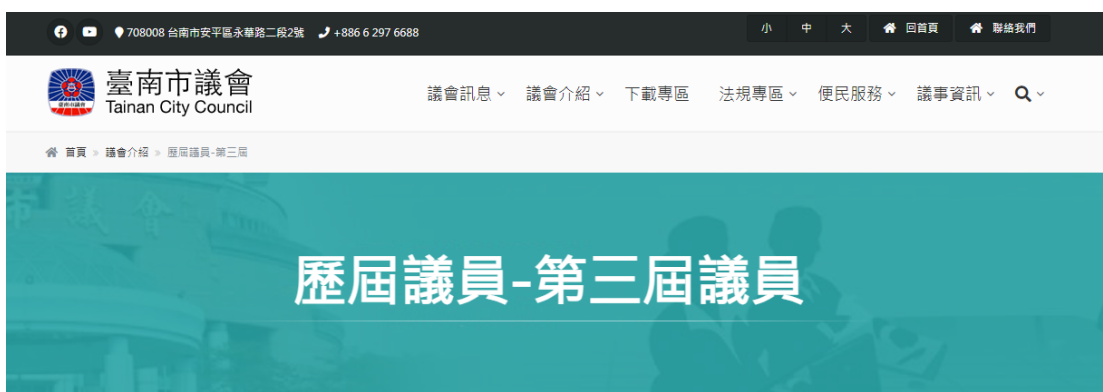 708008 台南市安平區永華路二段2號 +886 6 297 6688 小 中 大 回首頁 聯絡我們
臺南市議會
Tainan City Council
議會訊息 議會介紹 下載專區 法規專區 便民服務 議事資訊
首頁 » 議會介紹 » 歷屆議員-第三屆
市議會
歷屆議員-第三屆議員